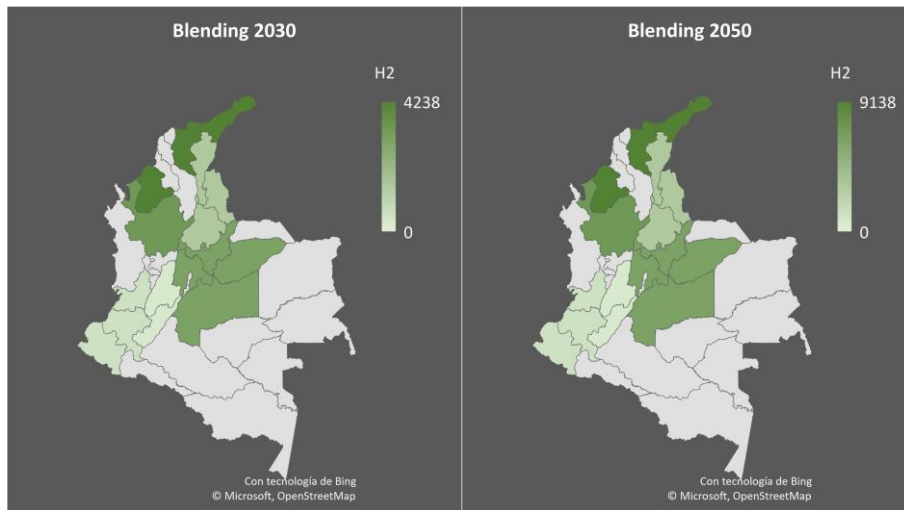 Blending 2030
H2
4238
0
Con tecnología de Bing
© Microsoft, OpenStreetMap
Blending 2050
H2
9138
0
Con tecnología de Bing
© Microsoft, OpenStreetMap